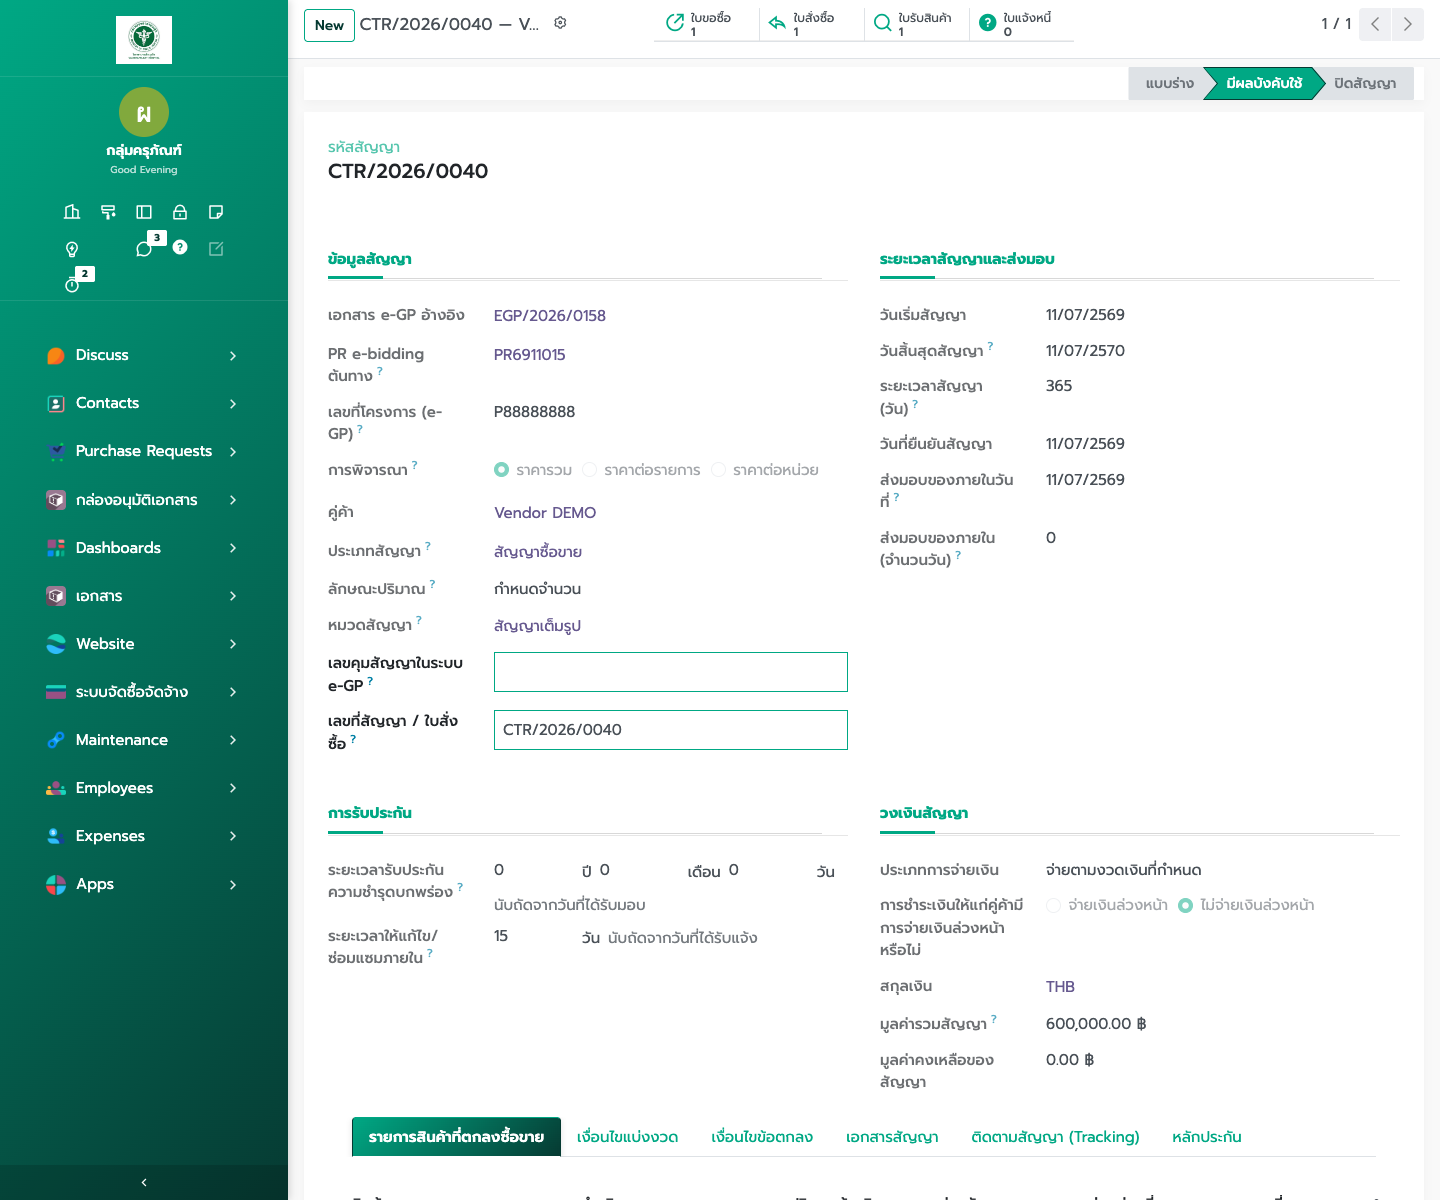 New
CTR/2026/0040 — V...
ใบขอซื้อ
1
ใบสั่งซื้อ
1
ใบรับสินค้า
1
ใบแจ้งหนี้
0
1 / 1
ผ
กลุ่มครุภัณฑ์
Good Evening
3
2
Discuss
Contacts
Purchase Requests
กล่องอนุมัติเอกสาร
Dashboards
เอกสาร
Website
ระบบจัดซื้อจัดจ้าง
Maintenance
Employees
Expenses
Apps
แบบร่าง
มีผลบังคับใช้
ปิดสัญญา
รหัสสัญญา
CTR/2026/0040
ข้อมูลสัญญา
เอกสาร e-GP อ้างอิง EGP/2026/0158
PR e-bidding PR6911015
ต้นทาง ?
เลขที่โครงการ (e- P88888888
GP) ?
การพิจารณา ? ราคารวม ราคาต่อรายการ ราคาต่อหน่วย
คู่ค้า Vendor DEMO
ประเภทสัญญา ? สัญญาซื้อขาย
ลักษณะปริมาณ ? กำหนดจำนวน
หมวดสัญญา ? สัญญาเต็มรูป
เลขคุมสัญญาในระบบ
e-GP ?
เลขที่สัญญา / ใบสั่ง CTR/2026/0040
ซื้อ ?
ระยะเวลาสัญญาและส่งมอบ
วันเริ่มสัญญา 11/07/2569
วันสิ้นสุดสัญญา ? 11/07/2570
ระยะเวลาสัญญา 365
(วัน) ?
วันที่ยืนยันสัญญา 11/07/2569
ส่งมอบของภายในวัน 11/07/2569
ที่ ?
ส่งมอบของภายใน 0
(จำนวนวัน) ?
การรับประกัน
ระยะเวลารับประกัน 0 ปี 0 เดือน 0 วัน
ความชำรุดบกพร่อง ?
นับถัดจากวันที่ได้รับมอบ
ระยะเวลาให้แก้ไข/ 15 วัน นับถัดจากวันที่ได้รับแจ้ง
ซ่อมแซมภายใน ?
วงเงินสัญญา
ประเภทการจ่ายเงิน จ่ายตามงวดเงินที่กำหนด
การชำระเงินให้แก่คู่ค้ามี จ่ายเงินล่วงหน้า ไม่จ่ายเงินล่วงหน้า
การจ่ายเงินล่วงหน้า
หรือไม่
สกุลเงิน THB
มูลค่ารวมสัญญา ? 600,000.00 ฿
มูลค่าคงเหลือของ 0.00 ฿
สัญญา
รายการสินค้าที่ตกลงซื้อขาย
เงื่อนไขแบ่งงวด
เงื่อนไขข้อตกลง
เอกสารสัญญา
ติดตามสัญญา (Tracking)
หลักประกัน